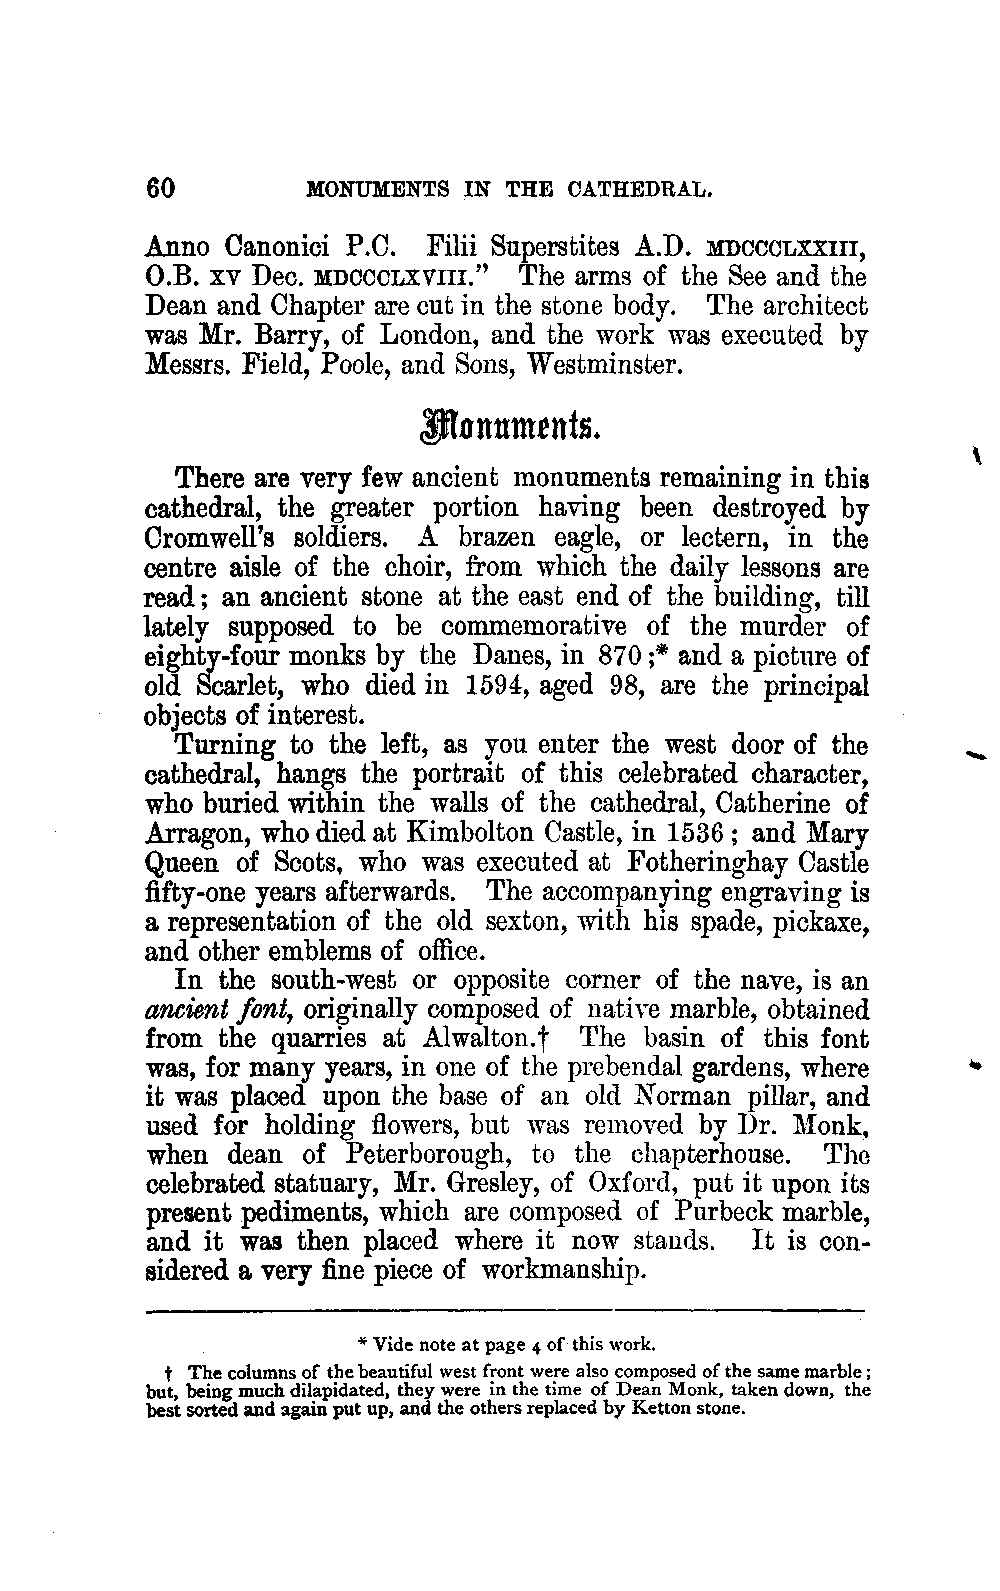 60 MONUMENTS IN THE CATHEDRAL.
Anno Canonici P.C. Filii Superstites A.D. MDCCCLXXIII,
O.B. XV Dec. MDCCCLXVIII.” The arms of the See and the
Dean and Chapter are cut in the stone body. The architect
was Mr. Barry, of London, and the work was executed by
Messrs. Field, Poole, and Sons, Westminster.
Monuments.
There are very few ancient monuments remaining in this
cathedral, the greater portion having been destroyed by
Cromwell's soldiers. A brazen eagle, or lectern, in the
centre aisle of the choir, from which the daily lessons are
read; an ancient stone at the east end of the building, till
lately supposed to be commemorative of the murder of
eighty-four monks by the Danes, in 870;* and a picture of
old Scarlet, who died in 1594, aged 98, are the principal
objects of interest.
Turning to the left, as you enter the west door of the
cathedral, hangs the portrait of this celebrated character,
who buried within the walls of the cathedral, Catherine of
Arragon, who died at Kimbolton Castle, in 1536; and Mary
Queen of Scots, who was executed at Fotheringhay Castle
fifty-one years afterwards. The accompanying engraving is
a representation of the old sexton, with his spade, pickaxe,
and other emblems of office.
In the south-west or opposite corner of the nave, is an
ancient font, originally composed of native marble, obtained
from the quarries at Alwalton.† The basin of this font
was, for many years, in one of the prebendal gardens, where
it was placed upon the base of an old Norman pillar, and
used for holding flowers, but was removed by Dr. Monk,
when dean of Peterborough, to the chapterhouse. The
celebrated statuary, Mr. Gresley, of Oxford, put it upon its
present pediments, which are composed of Purbeck marble,
and it was then placed where it now stands. It is con-
sidered a very fine piece of workmanship.
* Vide note at page 4 of this work.
† The columns of the beautiful west front were also composed of the same marble;
but, being much dilapidated, they were in the time of Dean Monk, taken down, the
best sorted and again put up, and the others replaced by Ketton stone.